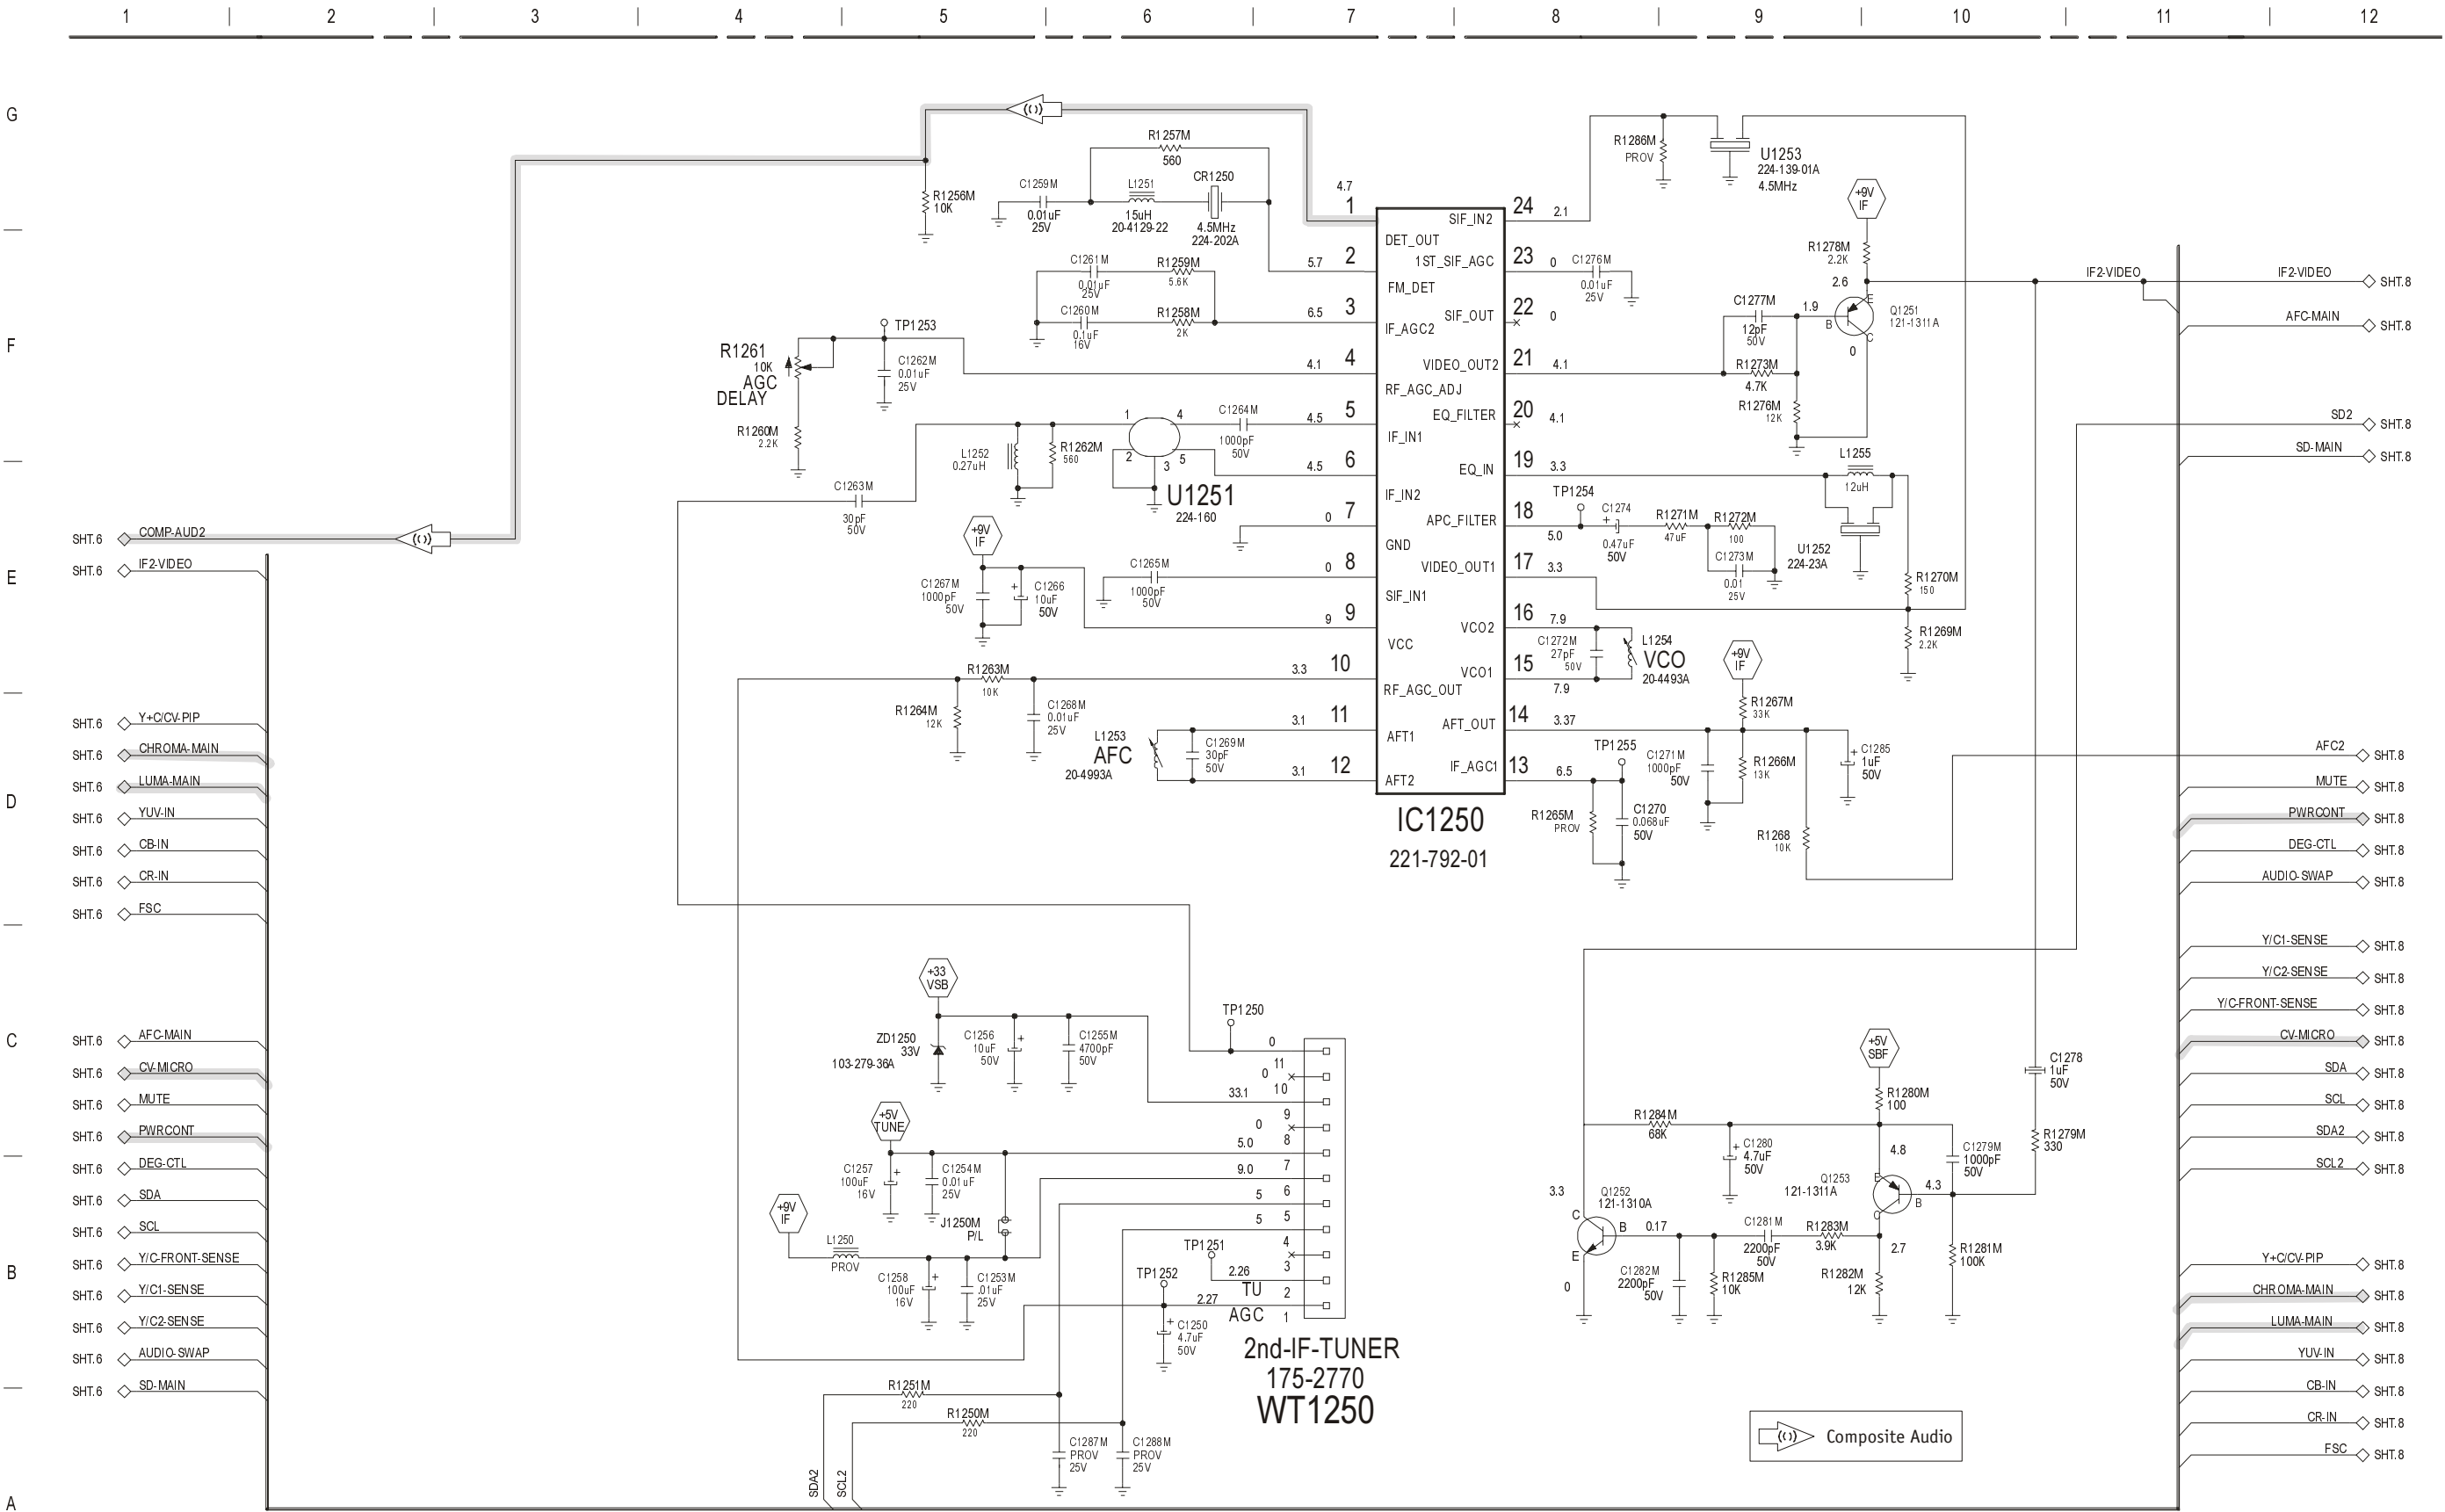 1 2 3 4 5 6 7 8 9 10 11 12
G
F
E
D
C
B
A
SHT.6 COMP-AUD2
SHT.6 IF2-VIDEO
SHT.6 Y+C/CV-PIP
SHT.6 CHROMA-MAIN
SHT.6 LUMA-MAIN
SHT.6 YUV-IN
SHT.6 CB-IN
SHT.6 CR-IN
SHT.6 FSC
SHT.6 AFC-MAIN
SHT.6 CV-MICRO
SHT.6 MUTE
SHT.6 PWRCONT
SHT.6 DEG-CTL
SHT.6 SDA
SHT.6 SCL
SHT.6 Y/C-FRONT-SENSE
SHT.6 Y/C1-SENSE
SHT.6 Y/C2-SENSE
SHT.6 AUDIO-SWAP
SHT.6 SD-MAIN
R1256M
10K
R1257M
560
C1259M
0.01uF
25V
L1251
15uH
20-4129-22
CR1250
4.5MHz
224-202A
C1261M
0.01uF
25V
R1259M
5.6K
C1260M
0.1uF
16V
R1258M
2K
TP1253
R1261
10K
AGC
DELAY
C1262M
0.01uF
25V
R1260M
2.2K
L1252
0.27uH
R1262M
560
1 4
2 3 5
U1251
224-160
C1264M
1000pF
50V
C1263M
30pF
50V
+9V
IF
C1267M
1000pF
50V
C1266
10uF
50V
C1265M
1000pF
50V
R1263M
10K
R1264M
12K
C1268M
0.01uF
25V
L1253
AFC
20-4993A
C1269M
30pF
50V
4.7
1
DET_OUT
5.7 2
FM_DET
6.5 3
IF_AGC2
4.1 4
RF_AGC_ADJ
4.5 5
IF_IN1
4.5 6
IF_IN2
0 7
GND
0 8
SIF_IN1
9 9
VCC
3.3 10
RF_AGC_OUT
3.1 11
AFT1
3.1 12
AFT2
SIF_IN2 24 2.1
1ST_SIF_AGC 23 0
SIF_OUT 22 0
VIDEO_OUT2 21 4.1
EQ_FILTER 20 4.1
EQ_IN 19 3.3
APC_FILTER 18 5.0
VIDEO_OUT1 17 3.3
VCO2 16 7.9
VCO1 15 7.9
AFT_OUT 14 3.37
IF_AGC1 13 6.5
IC1250
221-792-01
R1286M
PROV
U1253
224-139-01A
4.5MHz
C1276M
0.01uF
25V
+9V
IF
R1278M
2.2K
2.6
C1277M
12pF
50V
1.9
B E C
Q1251
121-1311A
0
R1273M
4.7K
R1276M
12K
L1255
12uH
TP1254
C1274
0.47uF
50V
R1271M
47uF
R1272M
100
C1273M
0.01
25V
U1252
224-23A
R1270M
150
R1269M
2.2K
C1272M
27pF
50V
L1254
VCO
20-4493A
+9V
IF
R1267M
33K
TP1255
C1271M
1000pF
50V
R1266M
13K
C1285
1uF
50V
R1265M
PROV
C1270
0.068uF
50V
R1268
10K
+33
VSB
ZD1250
33V
103-279-36A
C1256
10uF
50V
C1255M
4700pF
50V
+5V
TUNE
C1257
100uF
16V
C1254M
0.01uF
25V
+9V
IF
L1250
PROV
J1250M
P/L
C1258
100uF
16V
C1253M
.01uF
25V
TP1250
TP1251
TP1252
0
11
0
10
33.1
9
0
8
5.0
7
9.0
6
5
5
5
4
3
2.26
TU 2
2.27
AGC 1
C1250
4.7uF
50V
2nd-IF-TUNER
175-2770
WT1250
R1251M
220
R1250M
220
C1287M
PROV
25V
C1288M
PROV
25V
SDA2
SCL2
+5V
SBF
R1280M
100
R1284M
68K
C1280
4.7uF
50V
4.8
C1279M
1000pF
50V
C1278
1uF
50V
R1279M
330
Q1253
121-1311A
E B C
4.3
3.3
Q1252
121-1310A
C B E
0.17
0
C1281M
2200pF
50V
R1283M
3.9K
2.7
C1282M
2200pF
50V
R1285M
10K
R1282M
12K
R1281M
100K
Composite Audio
IF2-VIDEO
IF2-VIDEO SHT.8
AFC-MAIN SHT.8
SD2 SHT.8
SD-MAIN SHT.8
AFC2 SHT.8
MUTE SHT.8
PWRCONT SHT.8
DEG-CTL SHT.8
AUDIO-SWAP SHT.8
Y/C1-SENSE SHT.8
Y/C2-SENSE SHT.8
Y/C-FRONT-SENSE SHT.8
CV-MICRO SHT.8
SDA SHT.8
SCL SHT.8
SDA2 SHT.8
SCL2 SHT.8
Y+C/CV-PIP SHT.8
CHROMA-MAIN SHT.8
LUMA-MAIN SHT.8
YUV-IN SHT.8
CB-IN SHT.8
CR-IN SHT.8
FSC SHT.8